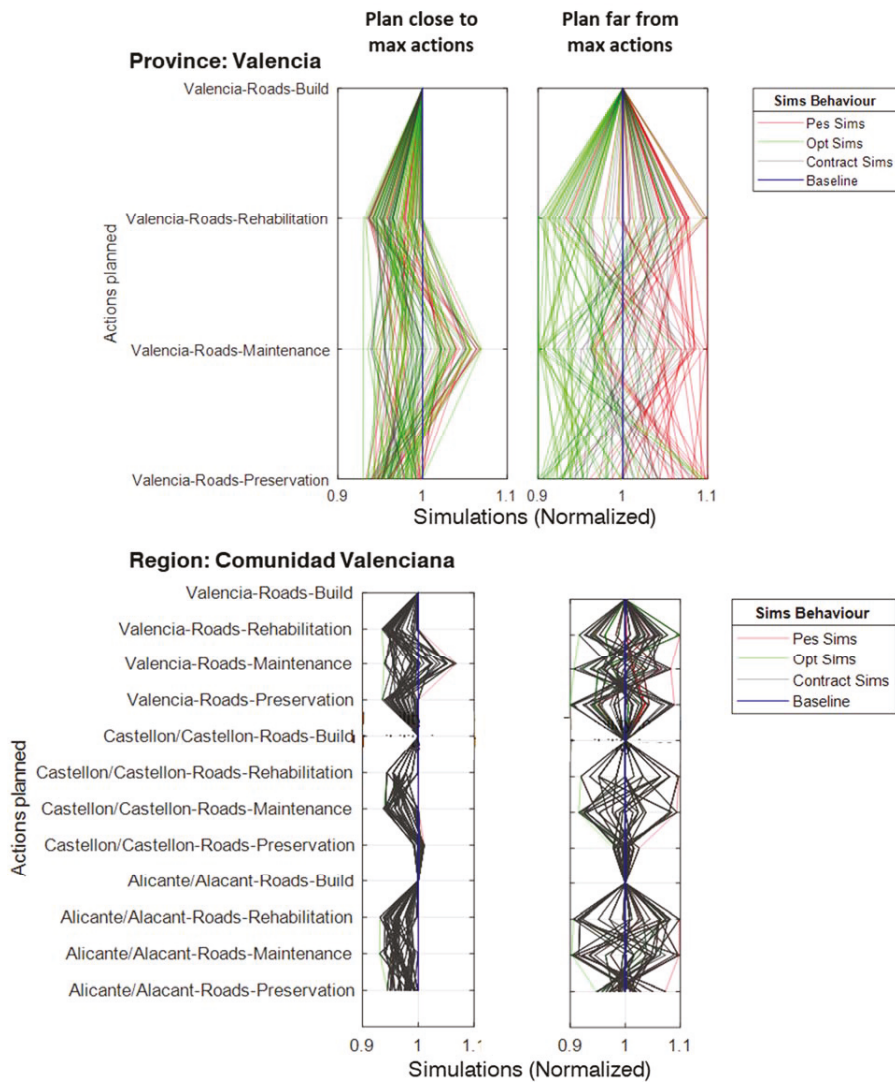 Plan close to
max actions
Plan far from
max actions
Province: Valencia
Valencia-Roads-Build
Valencia-Roads-Rehabilitation
Valencia-Roads-Maintenance
Valencia-Roads-Preservation
Actions planned
0.9 1 1.1
0.9 1 1.1
Simulations (Normalized)
Sims Behaviour
Pes Sims
Opt Sims
Contract Sims
Baseline
Region: Comunidad Valenciana
Valencia-Roads-Build
Valencia-Roads-Rehabilitation
Valencia-Roads-Maintenance
Valencia-Roads-Preservation
Castellon/Castellon-Roads-Build
Castellon/Castellon-Roads-Rehabilitation
Castellon/Castellon-Roads-Maintenance
Castellon/Castellon-Roads-Preservation
Alicante/Alacant-Roads-Build
Alicante/Alacant-Roads-Rehabilitation
Alicante/Alacant-Roads-Maintenance
Alicante/Alacant-Roads-Preservation
Actions planned
0.9 1 1.1
0.9 1 1.1
Simulations (Normalized)
Sims Behaviour
Pes Sims
Opt Sims
Contract Sims
Baseline